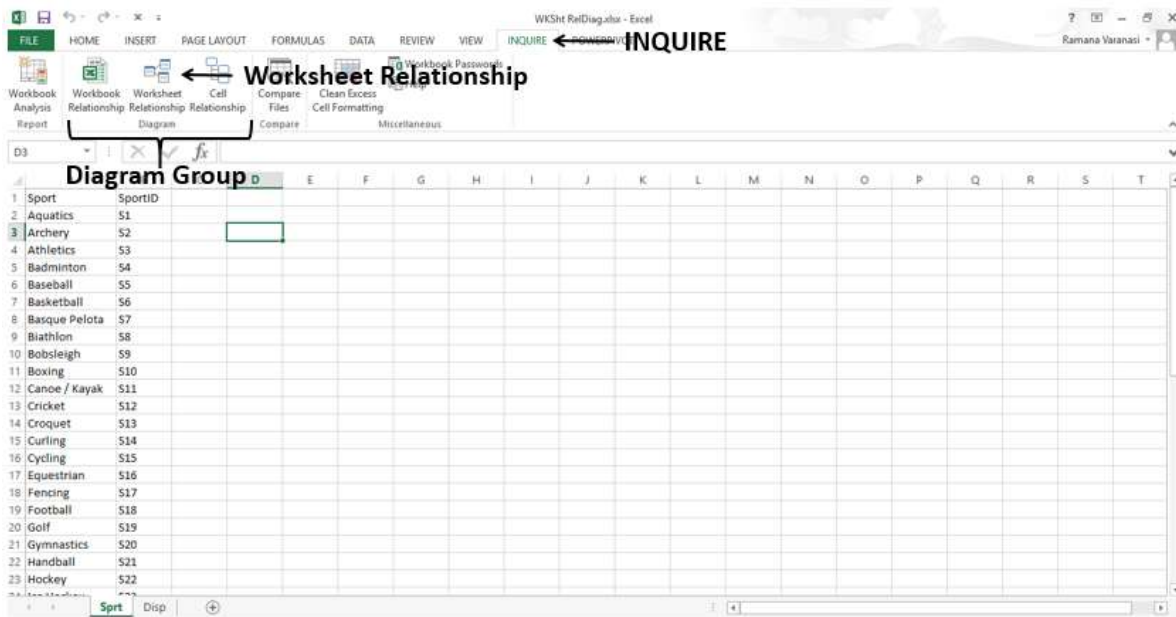 WKSht RelDiag.xlsx - Excel
FILE HOME INSERT PAGE LAYOUT FORMULAS DATA REVIEW VIEW INQUIRE POWERPIVOT INQUIRE Ramana Varanasi
Workbook Passwords
Worksheet Relationship
Workbook Workbook Worksheet Cell Compare Clean Excess Help
Analysis Relationship Relationship Relationship Files Cell Formatting
Report Diagram Compare Miscellaneous
D3 fx
Diagram Group
D E F G H I J K L M N O P Q R S T
1 Sport SportID
2 Aquatics S1
3 Archery S2
4 Athletics S3
5 Badminton S4
6 Baseball S5
7 Basketball S6
8 Basque Pelota S7
9 Biathlon S8
10 Bobsleigh S9
11 Boxing S10
12 Canoe / Kayak S11
13 Cricket S12
14 Croquet S13
15 Curling S14
16 Cycling S15
17 Equestrian S16
18 Fencing S17
19 Football S18
20 Golf S19
21 Gymnastics S20
22 Handball S21
23 Hockey S22
Sprt Disp